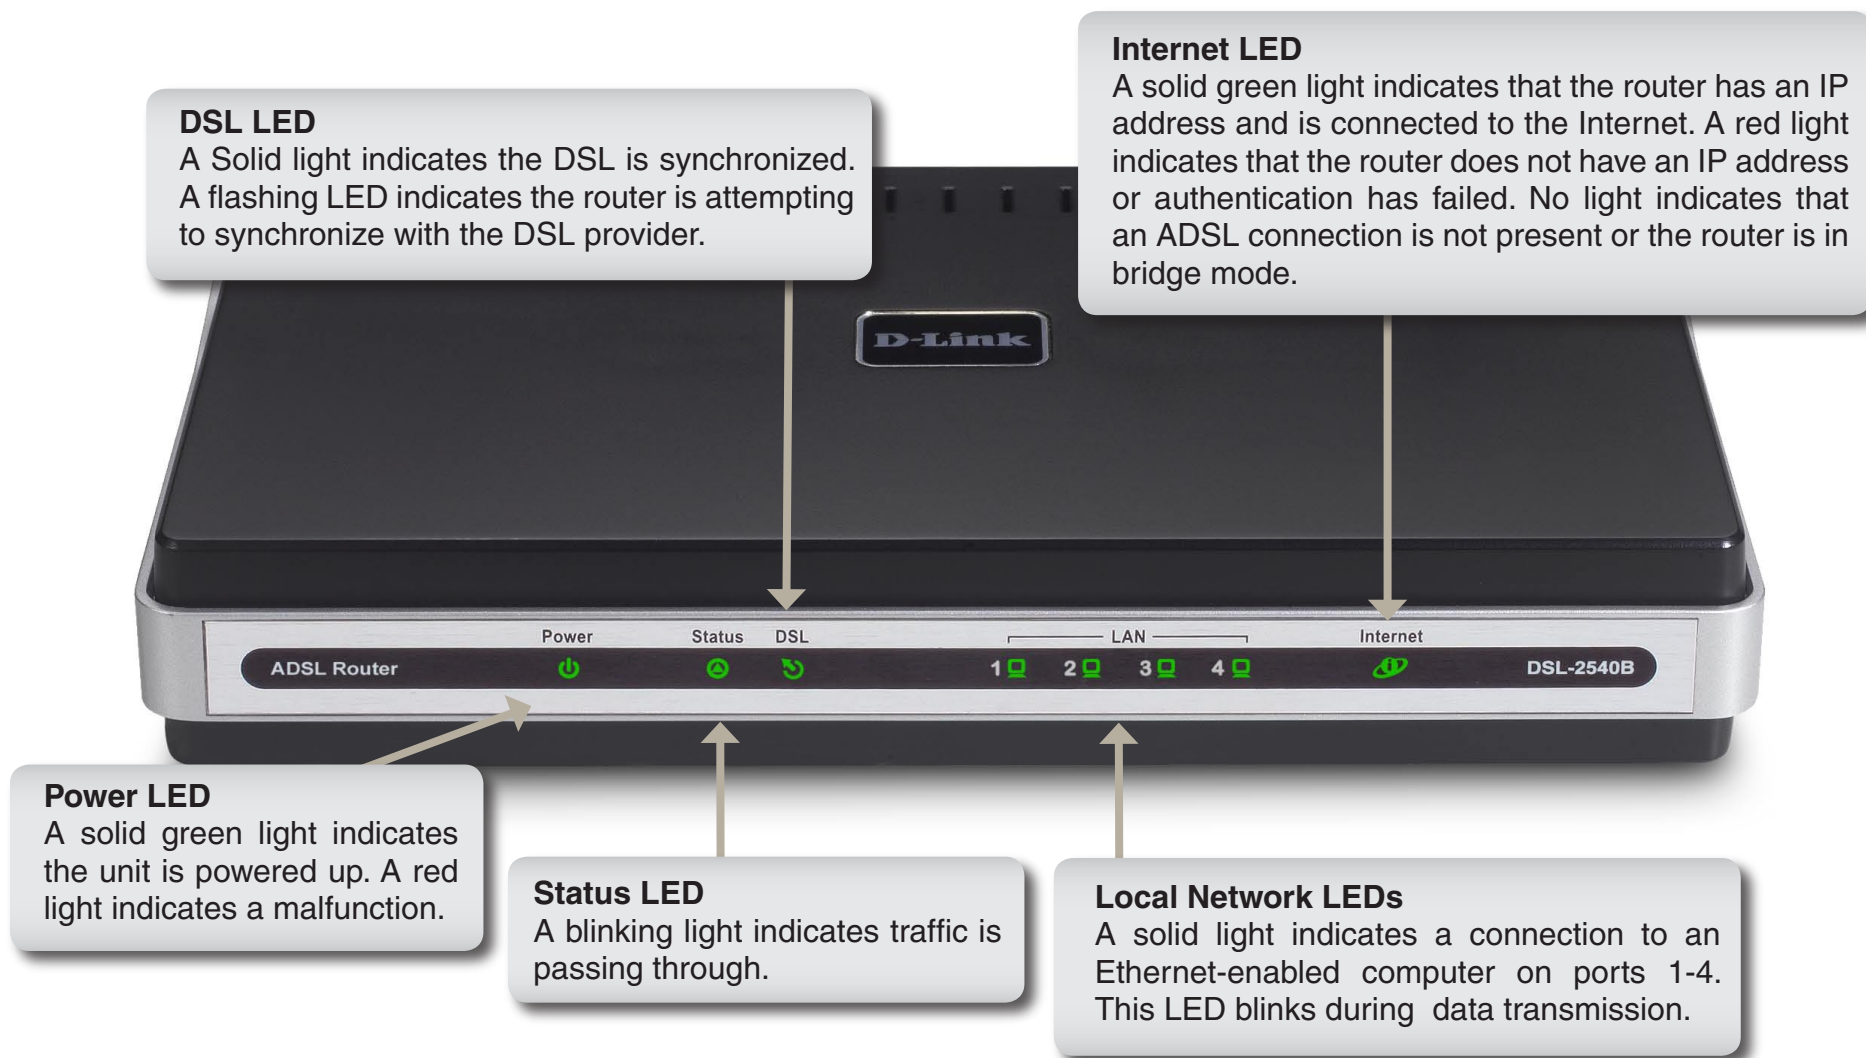 Internet LED
A solid green light indicates that the router has an IP
address and is connected to the Internet. A red light
indicates that the router does not have an IP address
or authentication has failed. No light indicates that
an ADSL connection is not present or the router is in
bridge mode.
DSL LED
A Solid light indicates the DSL is synchronized.
A flashing LED indicates the router is attempting
to synchronize with the DSL provider.
D-Link
Power Status DSL LAN Internet
ADSL Router 1 2 3 4 DSL-2540B
Power LED
A solid green light indicates
the unit is powered up. A red
light indicates a malfunction.
Status LED
A blinking light indicates traffic is
passing through.
Local Network LEDs
A solid light indicates a connection to an
Ethernet-enabled computer on ports 1-4.
This LED blinks during  data transmission.